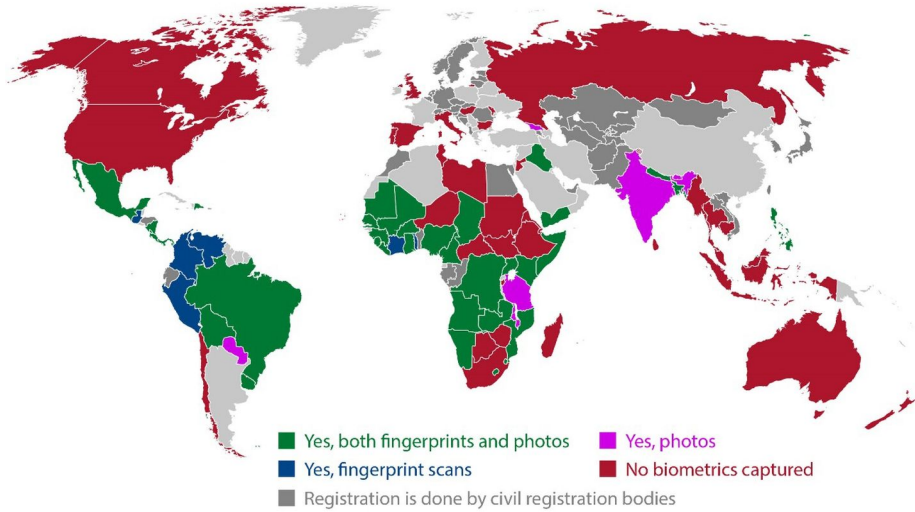 Yes, both fingerprints and photos
Yes, photos
Yes, fingerprint scans
No biometrics captured
Registration is done by civil registration bodies